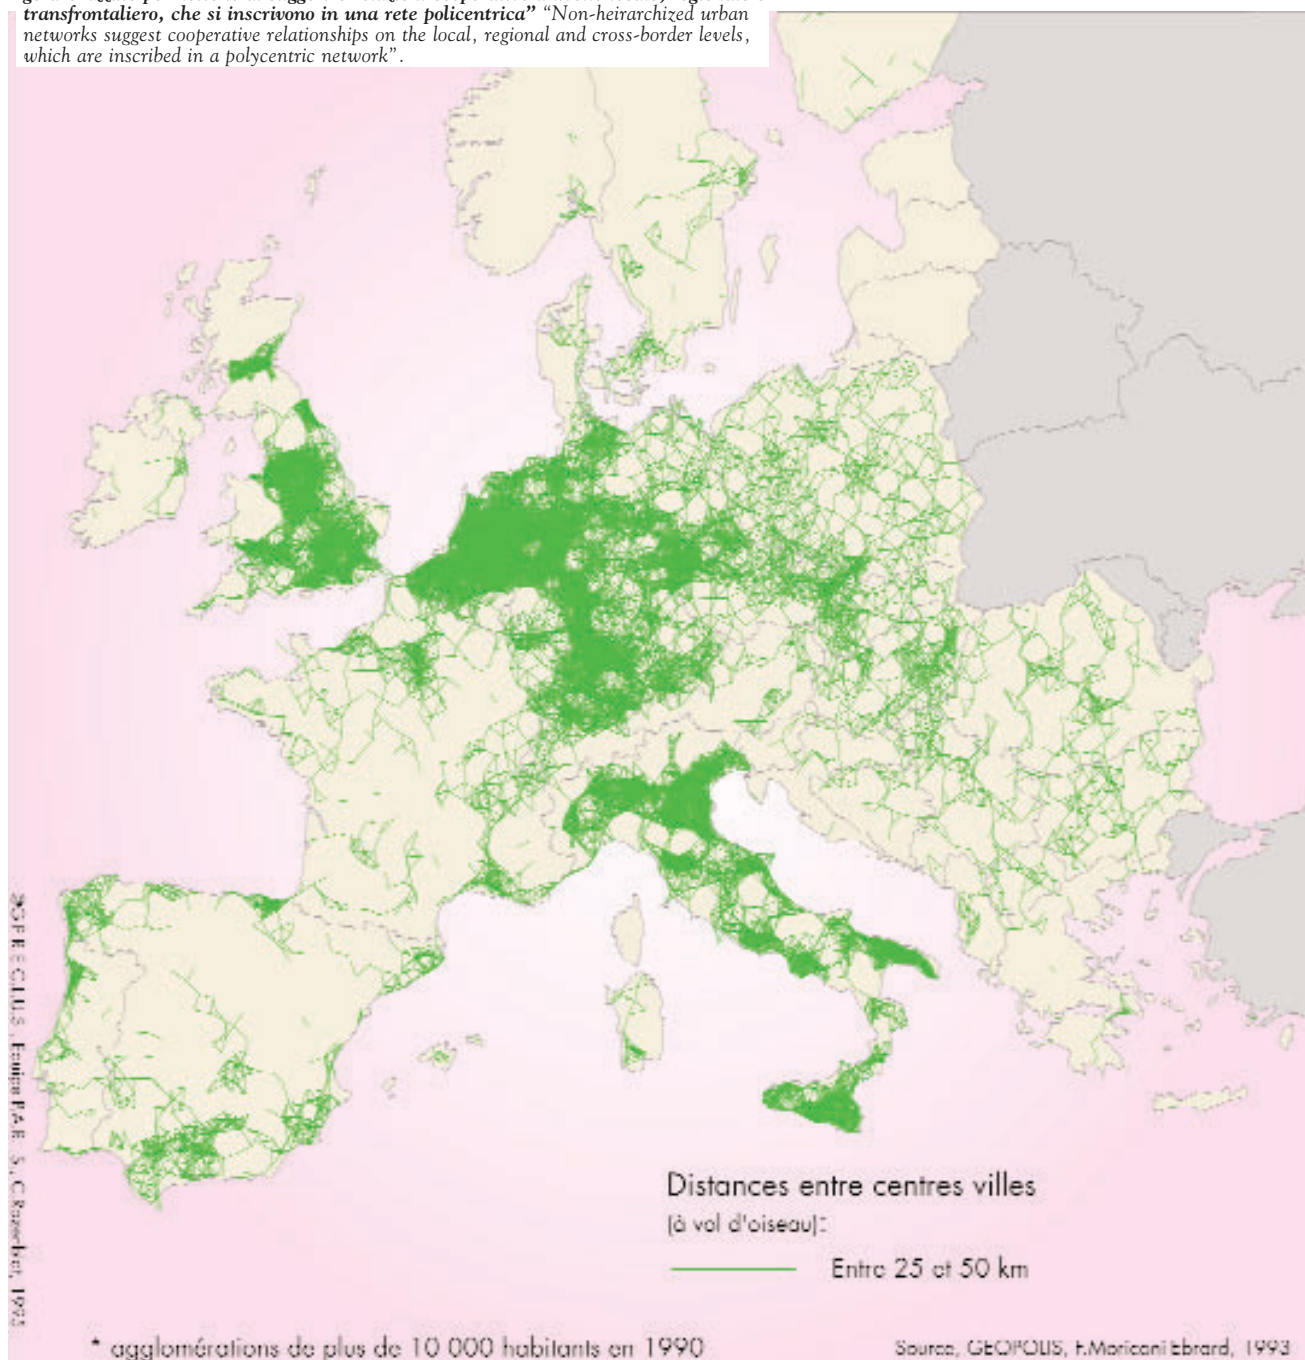 transfrontaliero, che si inscrivono in una rete policentrica” “Non-heirarchized urban
networks suggest cooperative relationships on the local, regional and cross-border levels,
which are inscribed in a polycentric network”.
Distances entre centres villes
(à vol d'oiseau):
Entre 25 et 50 km
* agglomérations de plus de 10 000 habitants en 1990
Source, GEOPOLIS, F.Moriconi Ebrard, 1993